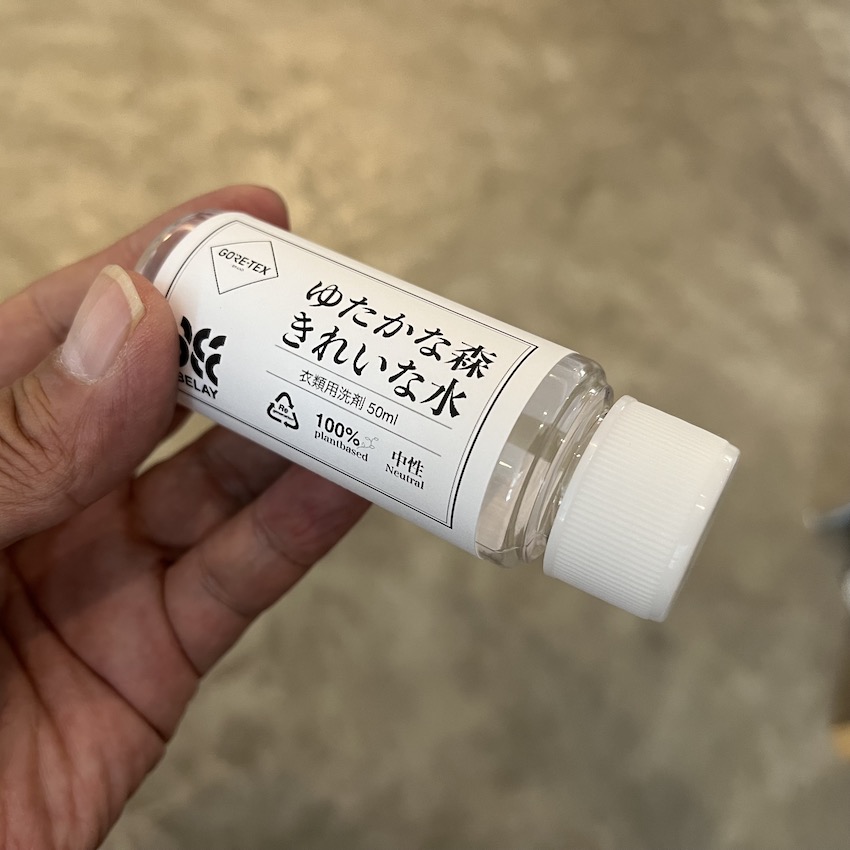 GORE-TEX
ゆたかな森
きれいな水
衣類用洗剤 50ml
BELAY
100%
plantbased
中性
Neutral